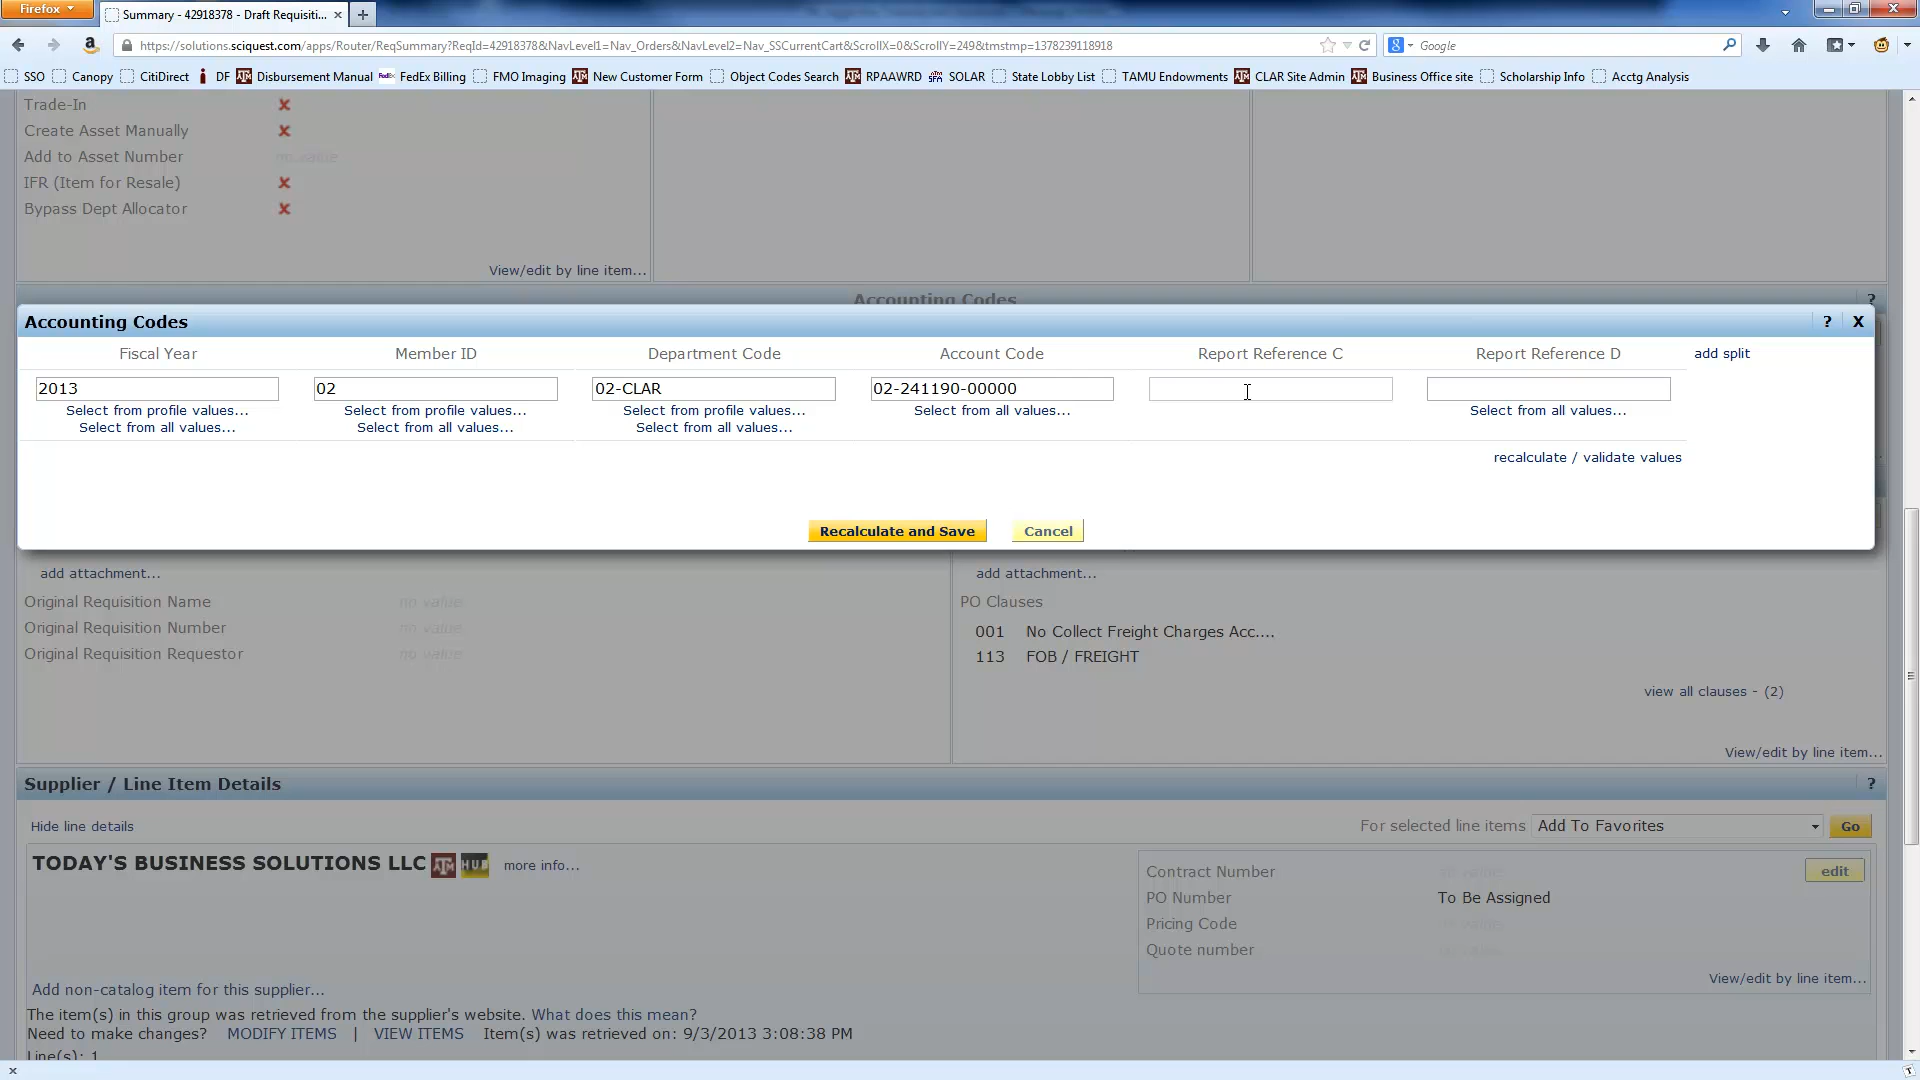 Firefox
Summary - 42918378 - Draft Requisiti...
https://solutions.sciquest.com/apps/Router/ReqSummary?ReqId=42918378&NavLevel1=Nav_Orders&NavLevel2=Nav_SSCurrentCart&ScrollX=0&ScrollY=249&tmstmp=1378239118918
Google
SSO Canopy CitiDirect DF Disbursement Manual FedEx Billing FMO Imaging New Customer Form Object Codes Search RPAAWRD SOLAR State Lobby List TAMU Endowments CLAR Site Admin Business Office site Scholarship Info Acctg Analysis
Trade-In
Create Asset Manually
Add to Asset Number no value
IFR (Item for Resale)
Bypass Dept Allocator
View/edit by line item...
Accounting Codes ?
Accounting Codes ? X
Fiscal Year Member ID Department Code Account Code Report Reference C Report Reference D add split
2013 02 02-CLAR 02-241190-00000
Select from profile values... Select from profile values... Select from profile values... Select from all values... Select from all values...
Select from all values... Select from all values... Select from all values...
recalculate / validate values
Recalculate and Save Cancel
add attachment... add attachment...
Original Requisition Name no value PO Clauses
Original Requisition Number no value 001 No Collect Freight Charges Acc....
Original Requisition Requestor no value 113 FOB / FREIGHT
view all clauses - (2)
View/edit by line item...
Supplier / Line Item Details ?
Hide line details For selected line items Add To Favorites Go
TODAY'S BUSINESS SOLUTIONS LLC ATM HUB more info...
Contract Number no value edit
PO Number To Be Assigned
Pricing Code no value
Quote number no value
View/edit by line item...
Add non-catalog item for this supplier...
The item(s) in this group was retrieved from the supplier's website. What does this mean?
Need to make changes? MODIFY ITEMS | VIEW ITEMS Item(s) was retrieved on: 9/3/2013 3:08:38 PM
Line(s): 1